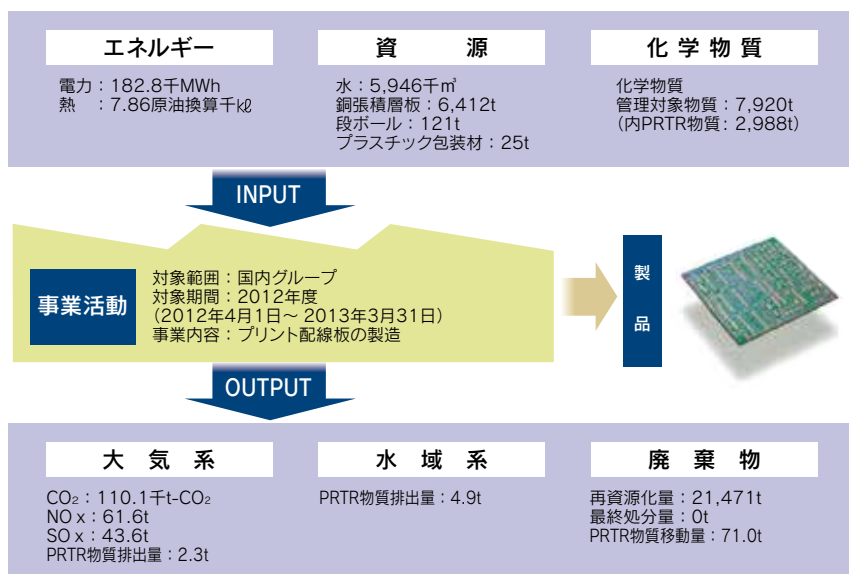 エネルギー
電力：182.8千MWh
熱　：7.86原油換算千㎘
資　源
水：5,946千㎥
銅張積層板：6,412t
段ボール：121t
プラスチック包装材：25t
化学物質
化学物質
管理対象物質：7,920t
（内PRTR物質：2,988t）
INPUT
事業活動
対象範囲：国内グループ
対象期間：2012年度
（2012年4月1日～2013年3月31日）
事業内容：プリント配線板の製造
製品
OUTPUT
大気系
CO₂：110.1千t-CO₂
NOx：61.6t
SOx：43.6t
PRTR物質排出量：2.3t
水域系
PRTR物質排出量：4.9t
廃棄物
再資源化量：21,471t
最終処分量：0t
PRTR物質移動量：71.0t